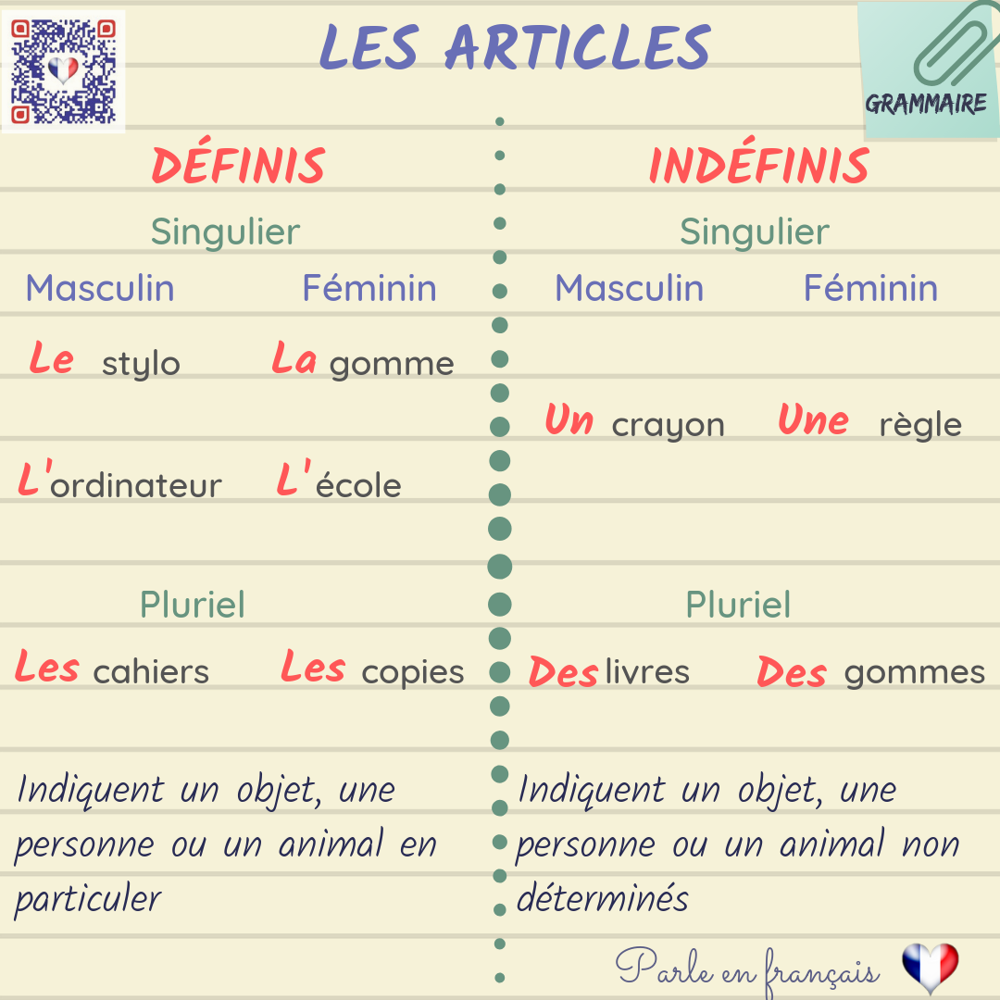 LES ARTICLES
GRAMMAIRE
DÉFINIS
Singulier
Masculin Féminin
Le stylo La gomme
L'ordinateur L'école
Pluriel
Les cahiers Les copies
Indiquent un objet, une
personne ou un animal en
particuler
INDÉFINIS
Singulier
Masculin Féminin
Un crayon Une règle
Pluriel
Des livres Des gommes
Indiquent un objet, une
personne ou un animal non
déterminés
Parle en français